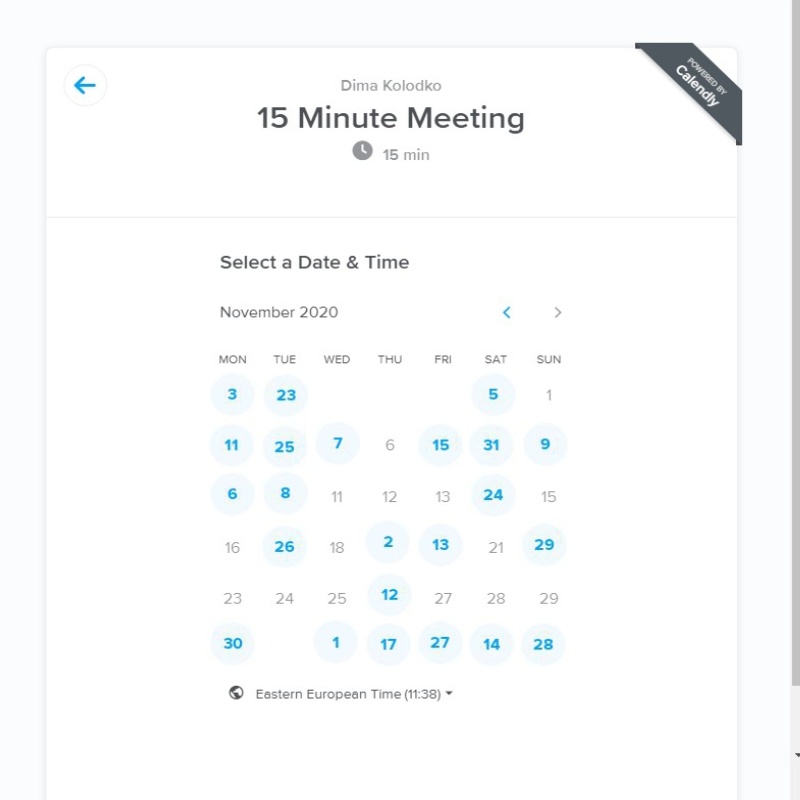 POWERED BY
Calendly
Dima Kolodko
15 Minute Meeting
15 min
Select a Date & Time
November 2020
MON TUE WED THU FRI SAT SUN
3 23 5 1
11 25 7 6 15 31 9
6 8 11 12 13 24 15
16 26 18 2 13 21 29
23 24 25 12 27 28 29
30 1 17 27 14 28
Eastern European Time (11:38)